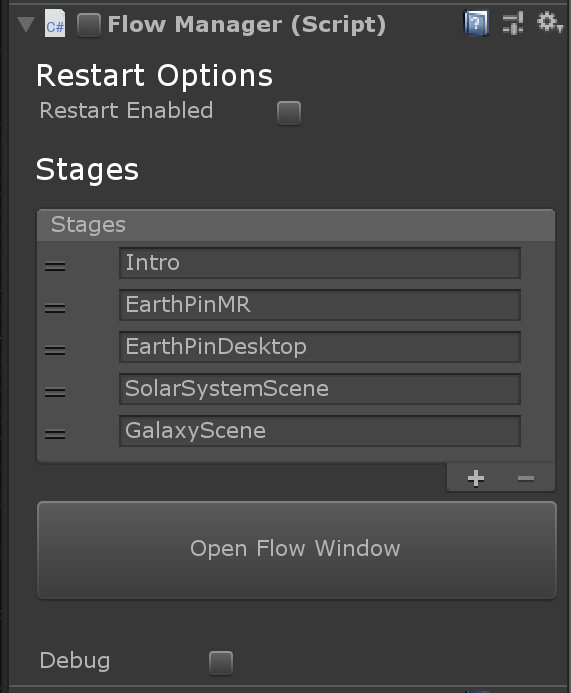 C# Flow Manager (Script)
Restart Options
Restart Enabled
Stages
Stages
Intro
EarthPinMR
EarthPinDesktop
SolarSystemScene
GalaxyScene
Open Flow Window
Debug